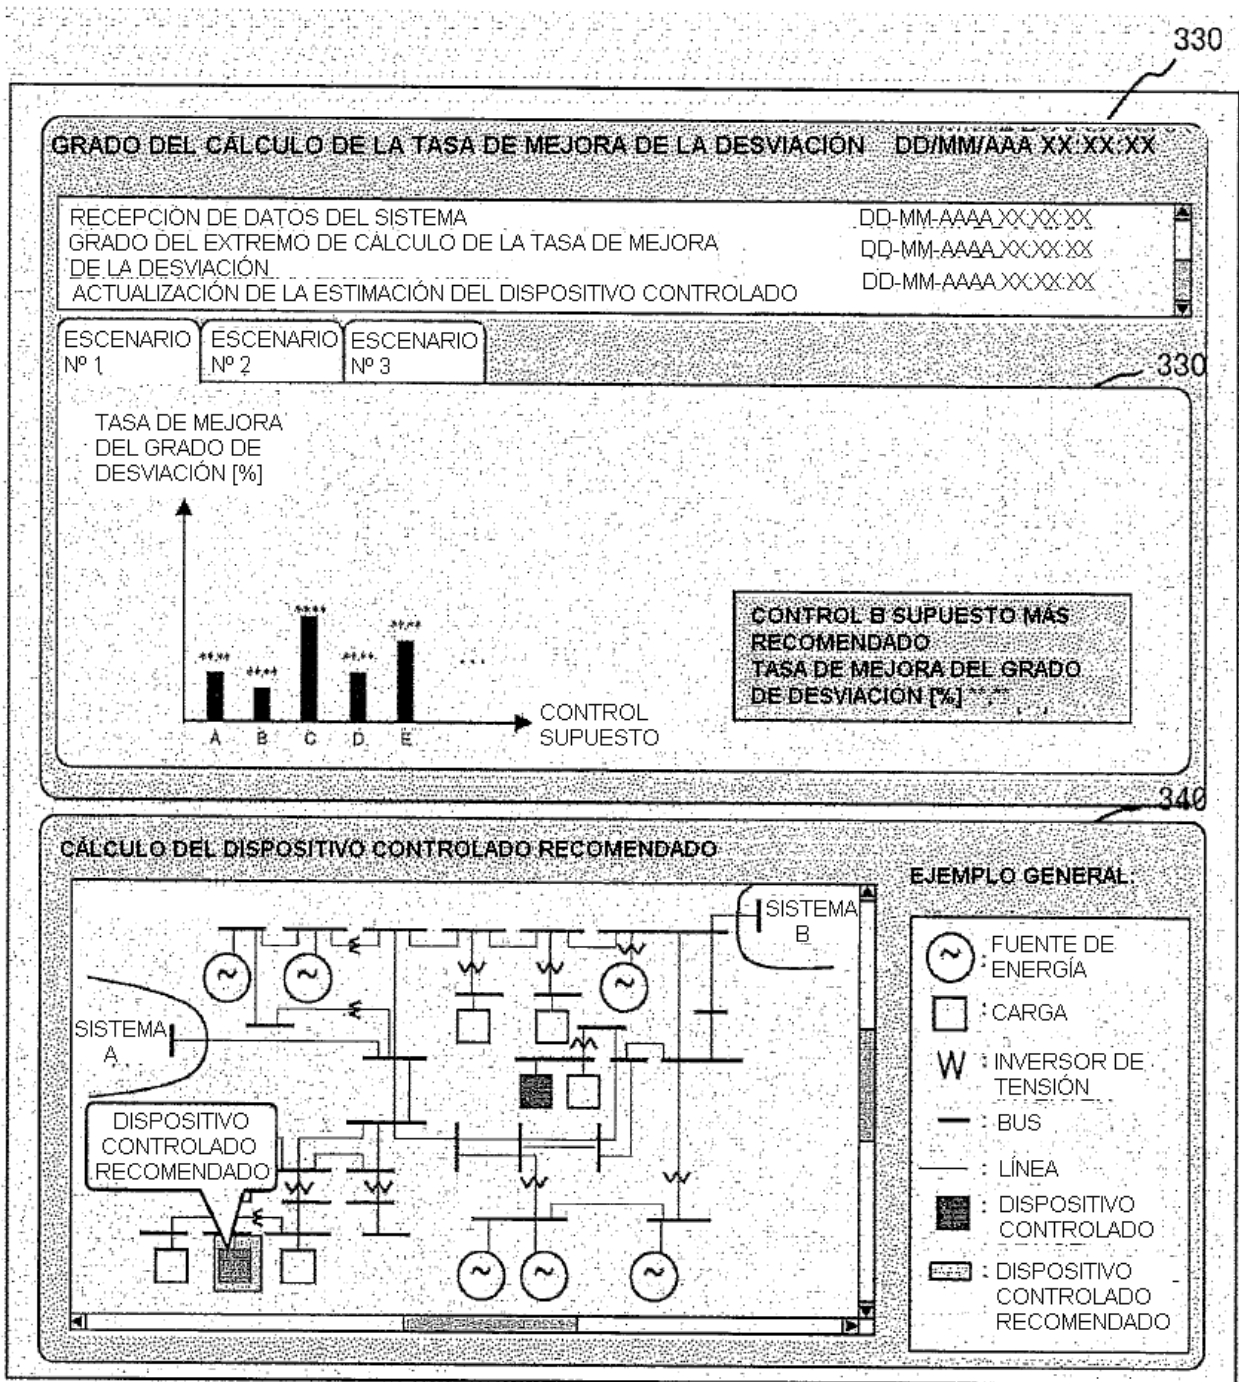 330
GRADO DEL CÁLCULO DE LA TASA DE MEJORA DE LA DESVIACIÓN DD/MM/AAA XX:XX:XX
RECEPCIÓN DE DATOS DEL SISTEMA DD-MM-AAAA XX:XX:XX
GRADO DEL EXTREMO DE CÁLCULO DE LA TASA DE MEJORA DD-MM-AAAA XX:XX:XX
DE LA DESVIACIÓN
ACTUALIZACIÓN DE LA ESTIMACIÓN DEL DISPOSITIVO CONTROLADO DD-MM-AAAA XX:XX:XX
ESCENARIO
Nº 1
ESCENARIO
Nº 2
ESCENARIO
Nº 3
330
TASA DE MEJORA
DEL GRADO DE
DESVIACIÓN [%]
**.** **.** **.** **.** **.** ...
A B C D E
CONTROL
SUPUESTO
CONTROL B SUPUESTO MÁS
RECOMENDADO
TASA DE MEJORA DEL GRADO
DE DESVIACIÓN [%] **.**
340
CÁLCULO DEL DISPOSITIVO CONTROLADO RECOMENDADO
SISTEMA
B
SISTEMA
A
DISPOSITIVO
CONTROLADO
RECOMENDADO
EJEMPLO GENERAL:
: FUENTE DE
ENERGÍA
: CARGA
: INVERSOR DE
TENSIÓN
: BUS
: LÍNEA
: DISPOSITIVO
CONTROLADO
: DISPOSITIVO
CONTROLADO
RECOMENDADO